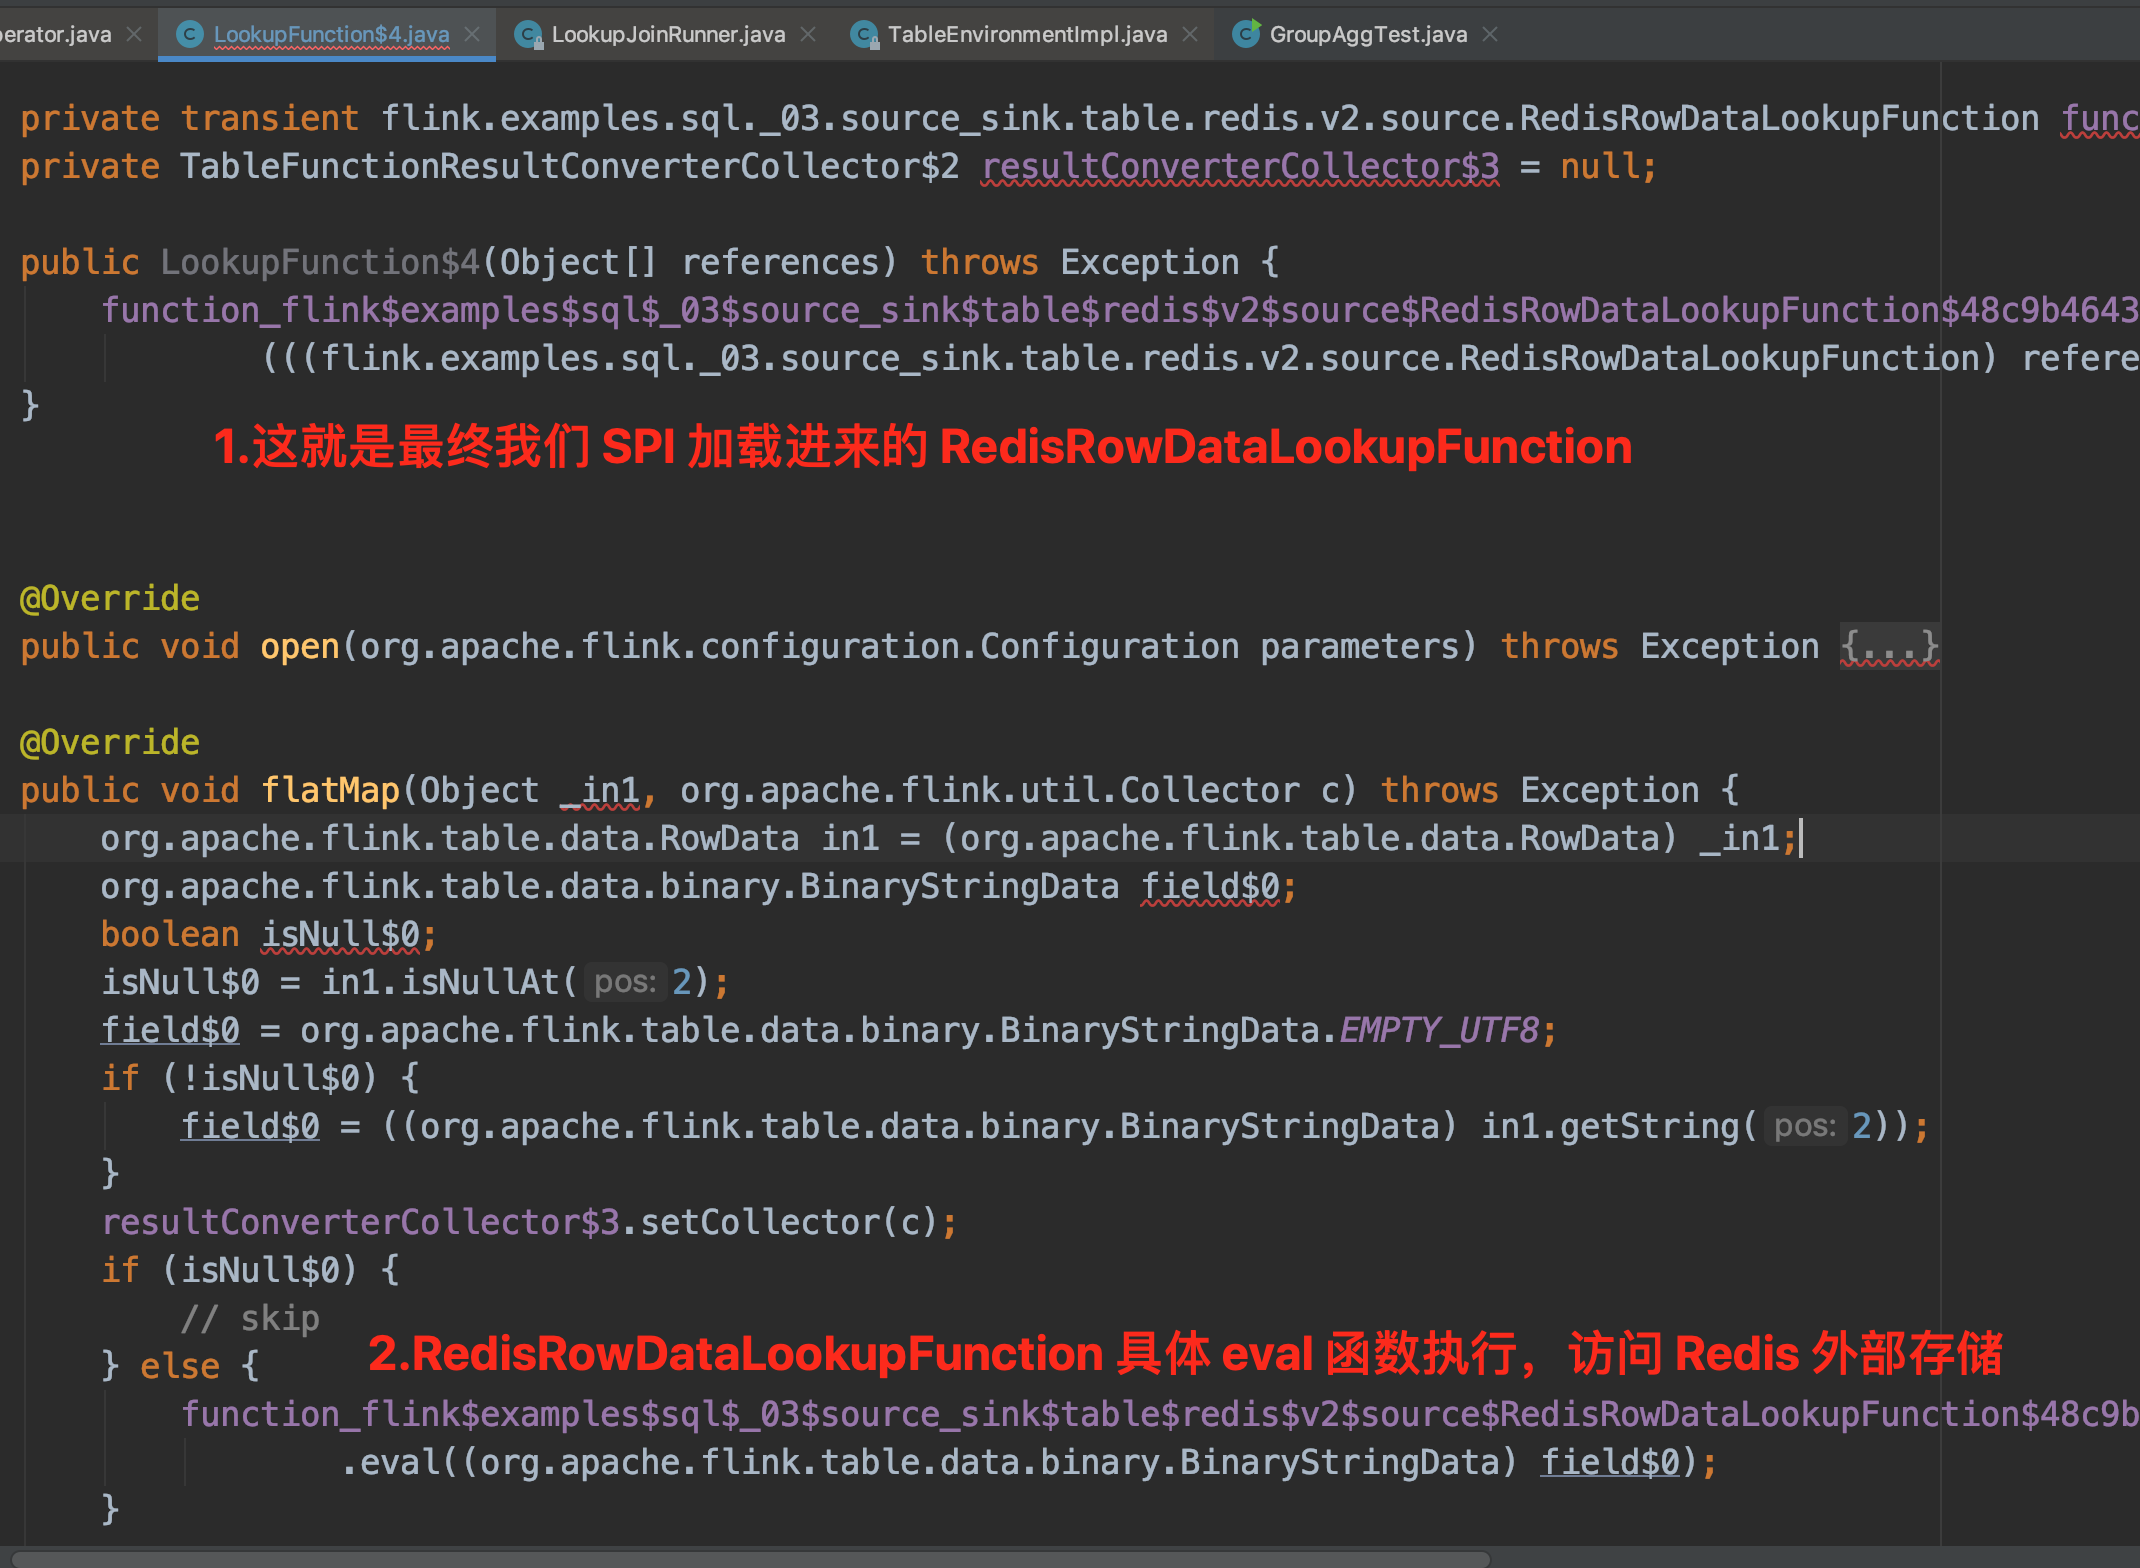 erator.java LookupFunction$4.java LookupJoinRunner.java TableEnvironmentImpl.java GroupAggTest.java
private transient flink.examples.sql._03.source_sink.table.redis.v2.source.RedisRowDataLookupFunction func
private TableFunctionResultConverterCollector$2 resultConverterCollector$3 = null;
public LookupFunction$4(Object[] references) throws Exception {
function_flink$examples$sql$_03$source_sink$table$redis$v2$source$RedisRowDataLookupFunction$48c9b4643
(((flink.examples.sql._03.source_sink.table.redis.v2.source.RedisRowDataLookupFunction) refere
}
1.这就是最终我们 SPI 加载进来的 RedisRowDataLookupFunction
@Override
public void open(org.apache.flink.configuration.Configuration parameters) throws Exception {...}
@Override
public void flatMap(Object _in1, org.apache.flink.util.Collector c) throws Exception {
org.apache.flink.table.data.RowData in1 = (org.apache.flink.table.data.RowData) _in1;
org.apache.flink.table.data.binary.BinaryStringData field$0;
boolean isNull$0;
isNull$0 = in1.isNullAt( pos: 2);
field$0 = org.apache.flink.table.data.binary.BinaryStringData.EMPTY_UTF8;
if (!isNull$0) {
field$0 = ((org.apache.flink.table.data.binary.BinaryStringData) in1.getString( pos: 2));
}
resultConverterCollector$3.setCollector(c);
if (isNull$0) {
// skip
} else {
2.RedisRowDataLookupFunction 具体 eval 函数执行，访问 Redis 外部存储
function_flink$examples$sql$_03$source_sink$table$redis$v2$source$RedisRowDataLookupFunction$48c9b
.eval((org.apache.flink.table.data.binary.BinaryStringData) field$0);
}